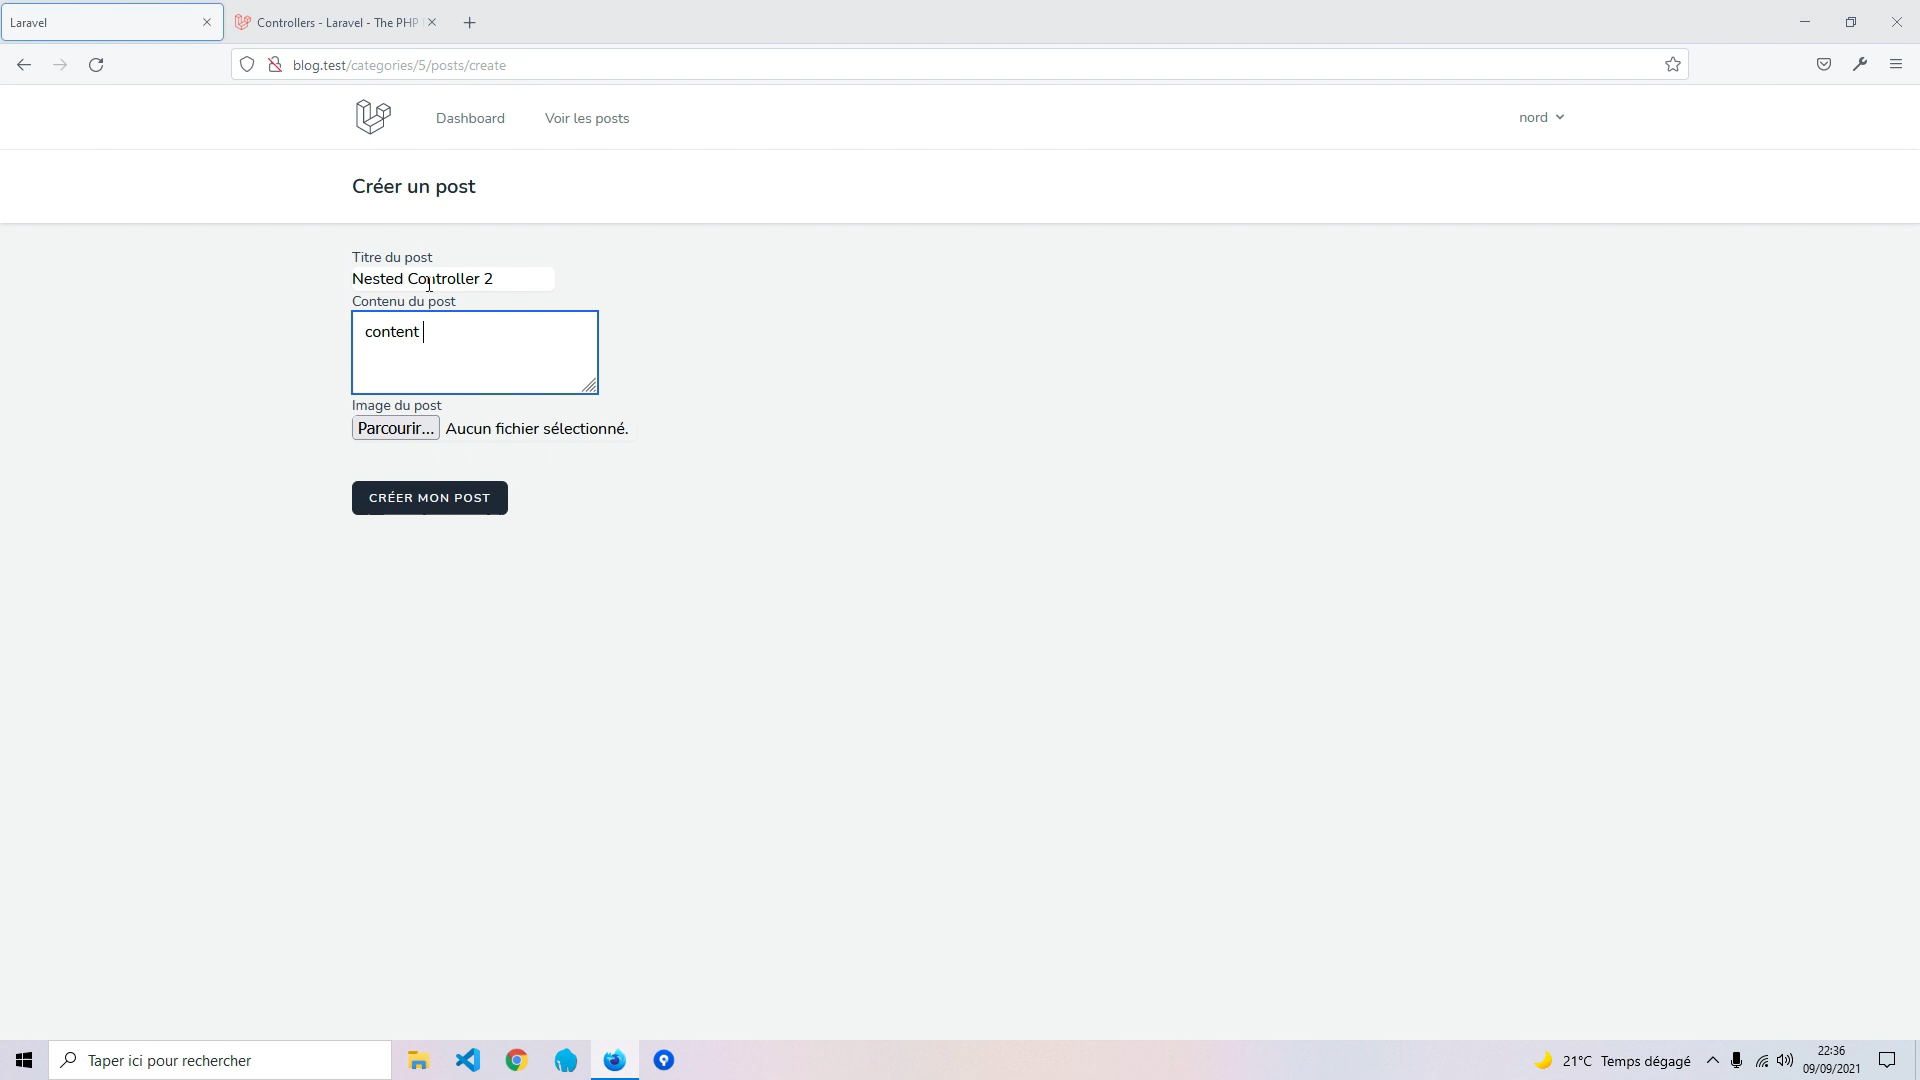 Laravel
Controllers - Laravel - The PHP
blog.test/categories/5/posts/create
Dashboard
Voir les posts
nord
Créer un post
Titre du post
Nested Controller 2
Contenu du post
content
Image du post
Parcourir... Aucun fichier sélectionné.
CRÉER MON POST
Taper ici pour rechercher
21°C Temps dégagé
22:36
09/09/2021